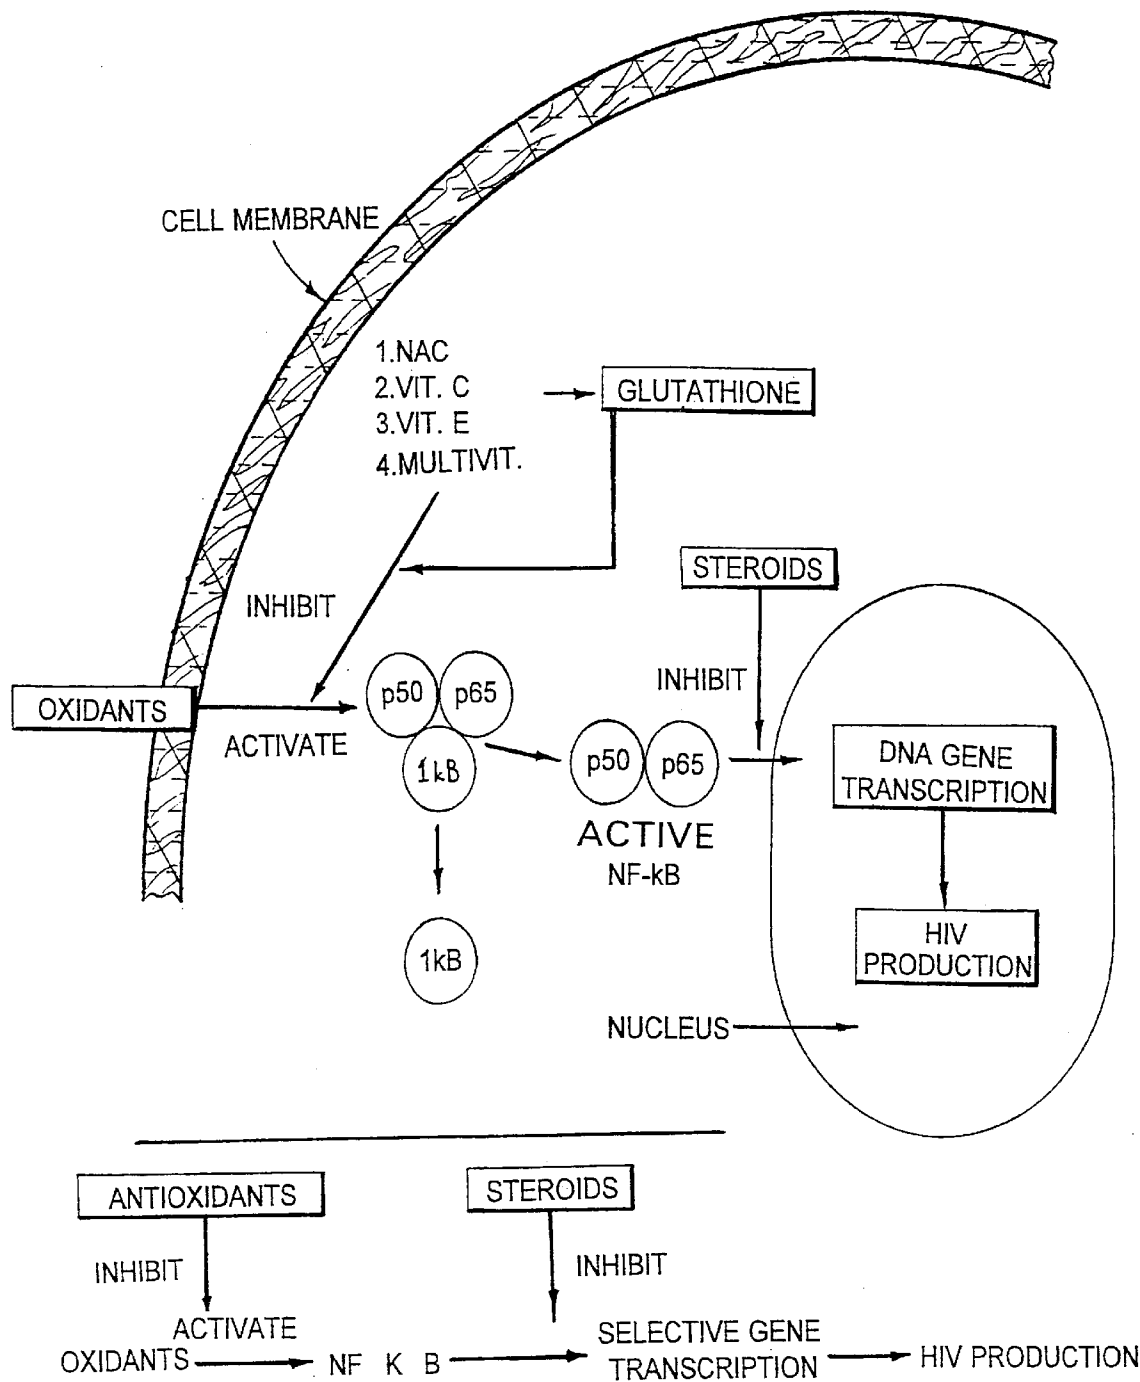 CELL MEMBRANE
1.NAC
2.VIT. C
3.VIT. E
4.MULTIVIT.
GLUTATHIONE
STEROIDS
INHIBIT
INHIBIT
OXIDANTS
ACTIVATE
p50 p65
1kB
p50 p65
ACTIVE
NF-kB
DNA GENE
TRANSCRIPTION
1kB
HIV
PRODUCTION
NUCLEUS
ANTIOXIDANTS
STEROIDS
INHIBIT
INHIBIT
ACTIVATE
OXIDANTS
NF K B
SELECTIVE GENE
TRANSCRIPTION
HIV PRODUCTION